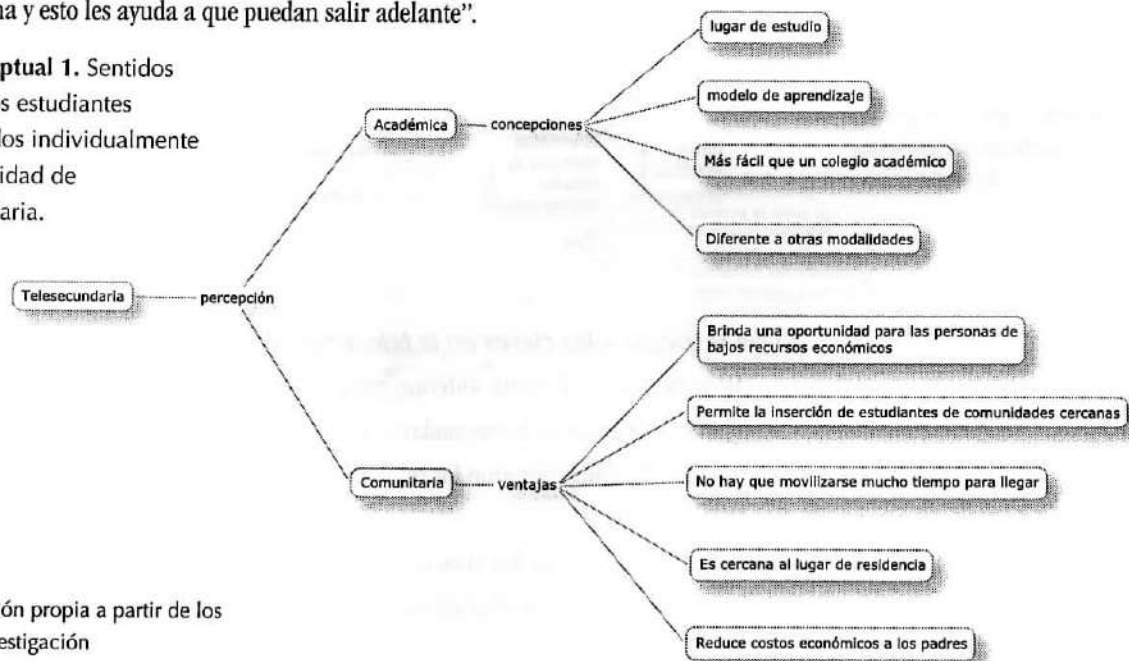 na y esto les ayuda a que puedan salir adelante”.
ptual 1. Sentidos
s estudiantes
dos individualmente
idad de
aria.
Telesecundaria
percepción
Académica
concepciones
lugar de estudio
modelo de aprendizaje
Más fácil que un colegio académico
Diferente a otras modalidades
Comunitaria
ventajas
Brinda una oportunidad para las personas de
bajos recursos económicos
Permite la inserción de estudiantes de comunidades cercanas
No hay que movilizarse mucho tiempo para llegar
Es cercana al lugar de residencia
Reduce costos económicos a los padres
ón propia a partir de los
estigación